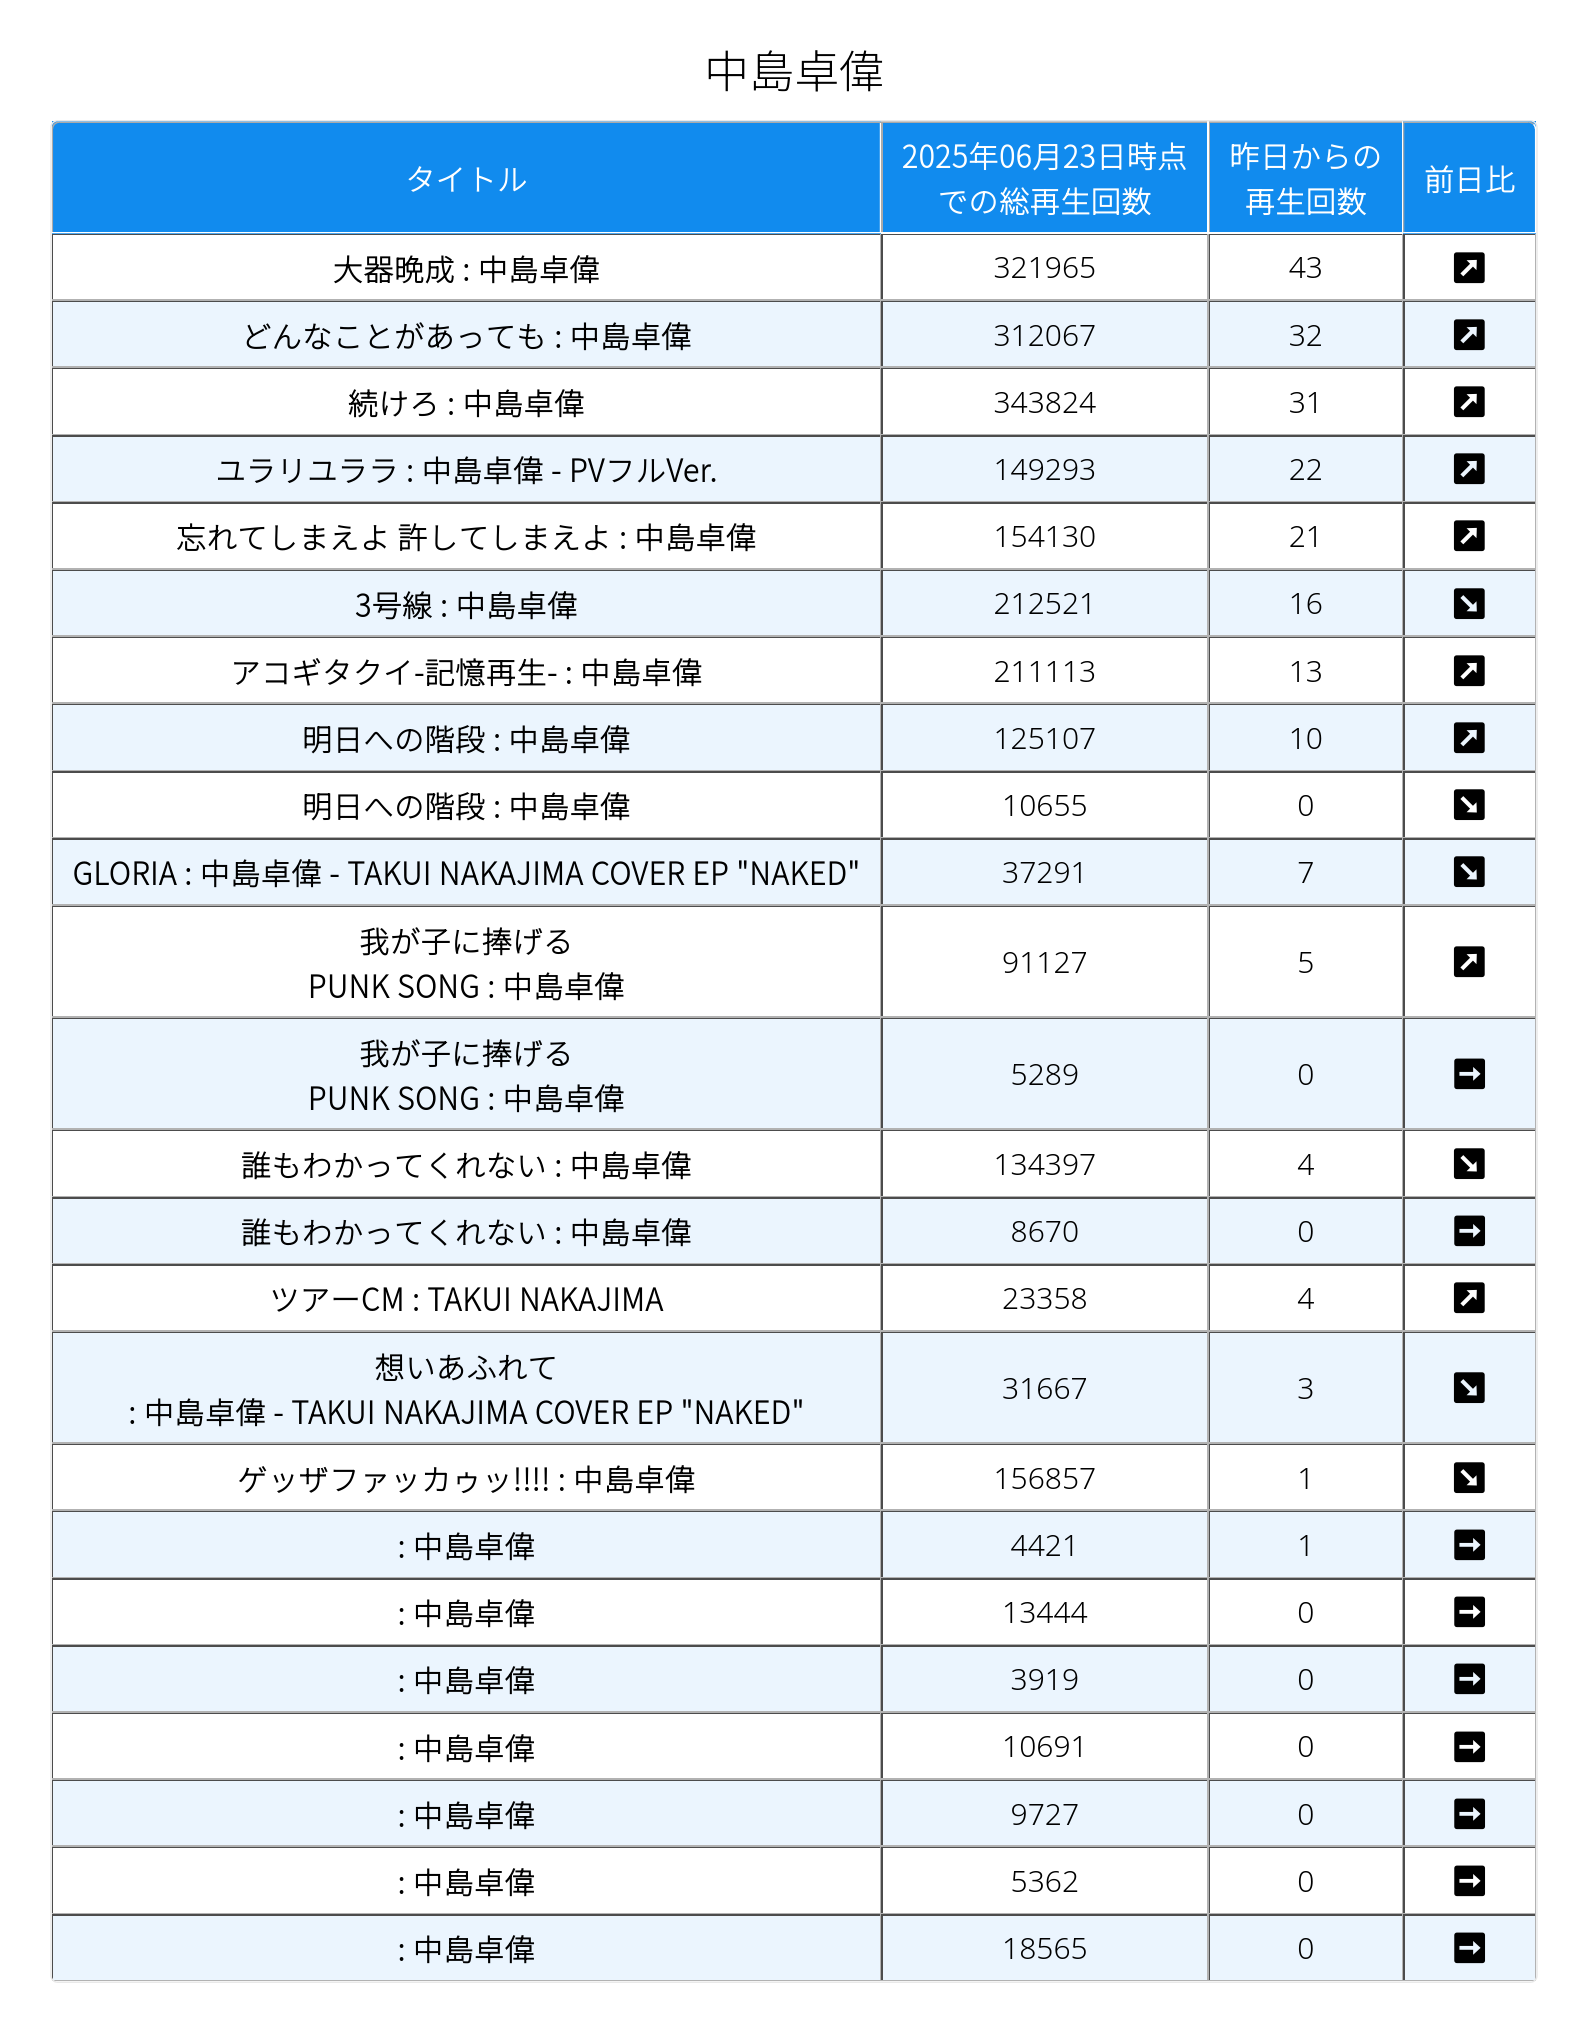 中島卓偉
タイトル 2025年06月23日時点 昨日からの 前日比
での総再生回数 再生回数
大器晩成 : 中島卓偉 321965 43 ↗
どんなことがあっても : 中島卓偉 312067 32 ↗
続けろ : 中島卓偉 343824 31 ↗
ユラリユララ : 中島卓偉 - PVフルVer. 149293 22 ↗
忘れてしまえよ 許してしまえよ : 中島卓偉 154130 21 ↗
3号線 : 中島卓偉 212521 16 ↘
アコギタクイ-記憶再生- : 中島卓偉 211113 13 ↗
明日への階段 : 中島卓偉 125107 10 ↗
明日への階段 : 中島卓偉 10655 0 ↘
GLORIA : 中島卓偉 - TAKUI NAKAJIMA COVER EP "NAKED" 37291 7 ↘
我が子に捧げる
PUNK SONG : 中島卓偉 91127 5 ↗
我が子に捧げる
PUNK SONG : 中島卓偉 5289 0 →
誰もわかってくれない : 中島卓偉 134397 4 ↘
誰もわかってくれない : 中島卓偉 8670 0 →
ツアーCM : TAKUI NAKAJIMA 23358 4 ↗
想いあふれて
: 中島卓偉 - TAKUI NAKAJIMA COVER EP "NAKED" 31667 3 ↘
ゲッザファッカゥッ!!!! : 中島卓偉 156857 1 ↘
: 中島卓偉 4421 1 →
: 中島卓偉 13444 0 →
: 中島卓偉 3919 0 →
: 中島卓偉 10691 0 →
: 中島卓偉 9727 0 →
: 中島卓偉 5362 0 →
: 中島卓偉 18565 0 →